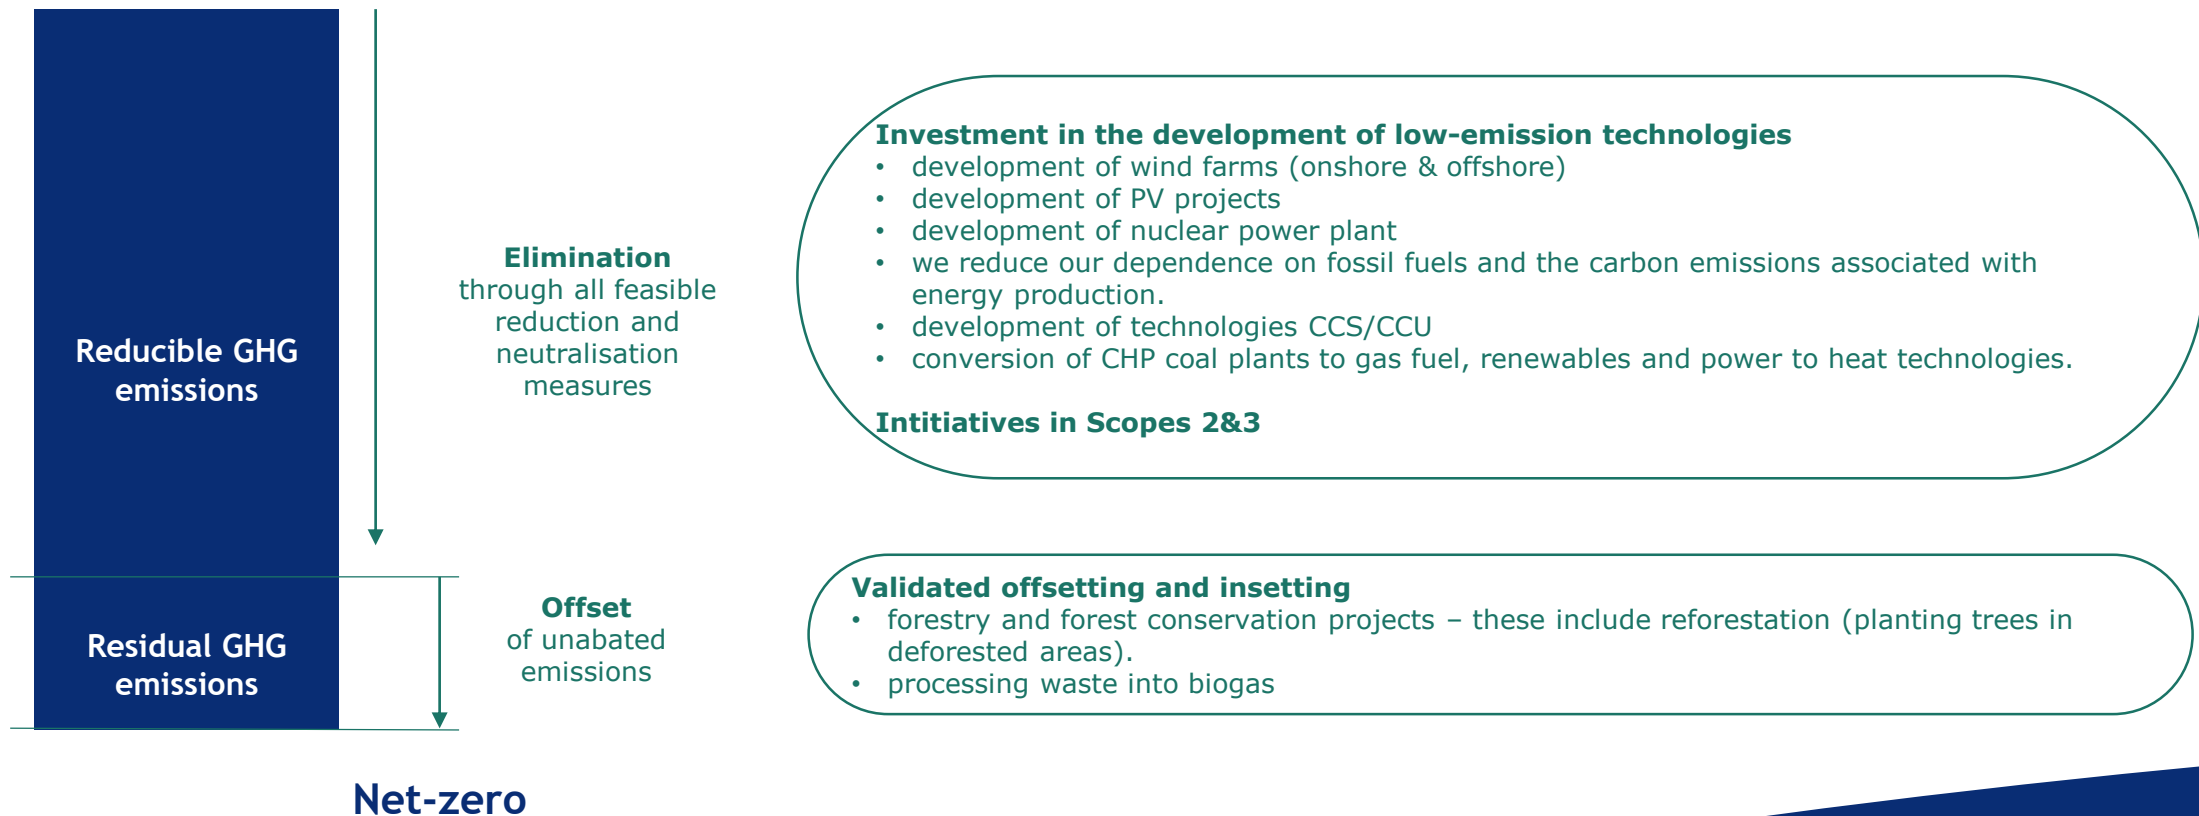 Reducible GHG
emissions
Elimination
through all feasible
reduction and
neutralisation
measures
Investment in the development of low-emission technologies
• development of wind farms (onshore & offshore)
• development of PV projects
• development of nuclear power plant
• we reduce our dependence on fossil fuels and the carbon emissions associated with
energy production.
• development of technologies CCS/CCU
• conversion of CHP coal plants to gas fuel, renewables and power to heat technologies.
Intitiatives in Scopes 2&3
Residual GHG
emissions
Offset
of unabated
emissions
Validated offsetting and insetting
• forestry and forest conservation projects – these include reforestation (planting trees in
deforested areas).
• processing waste into biogas
Net-zero